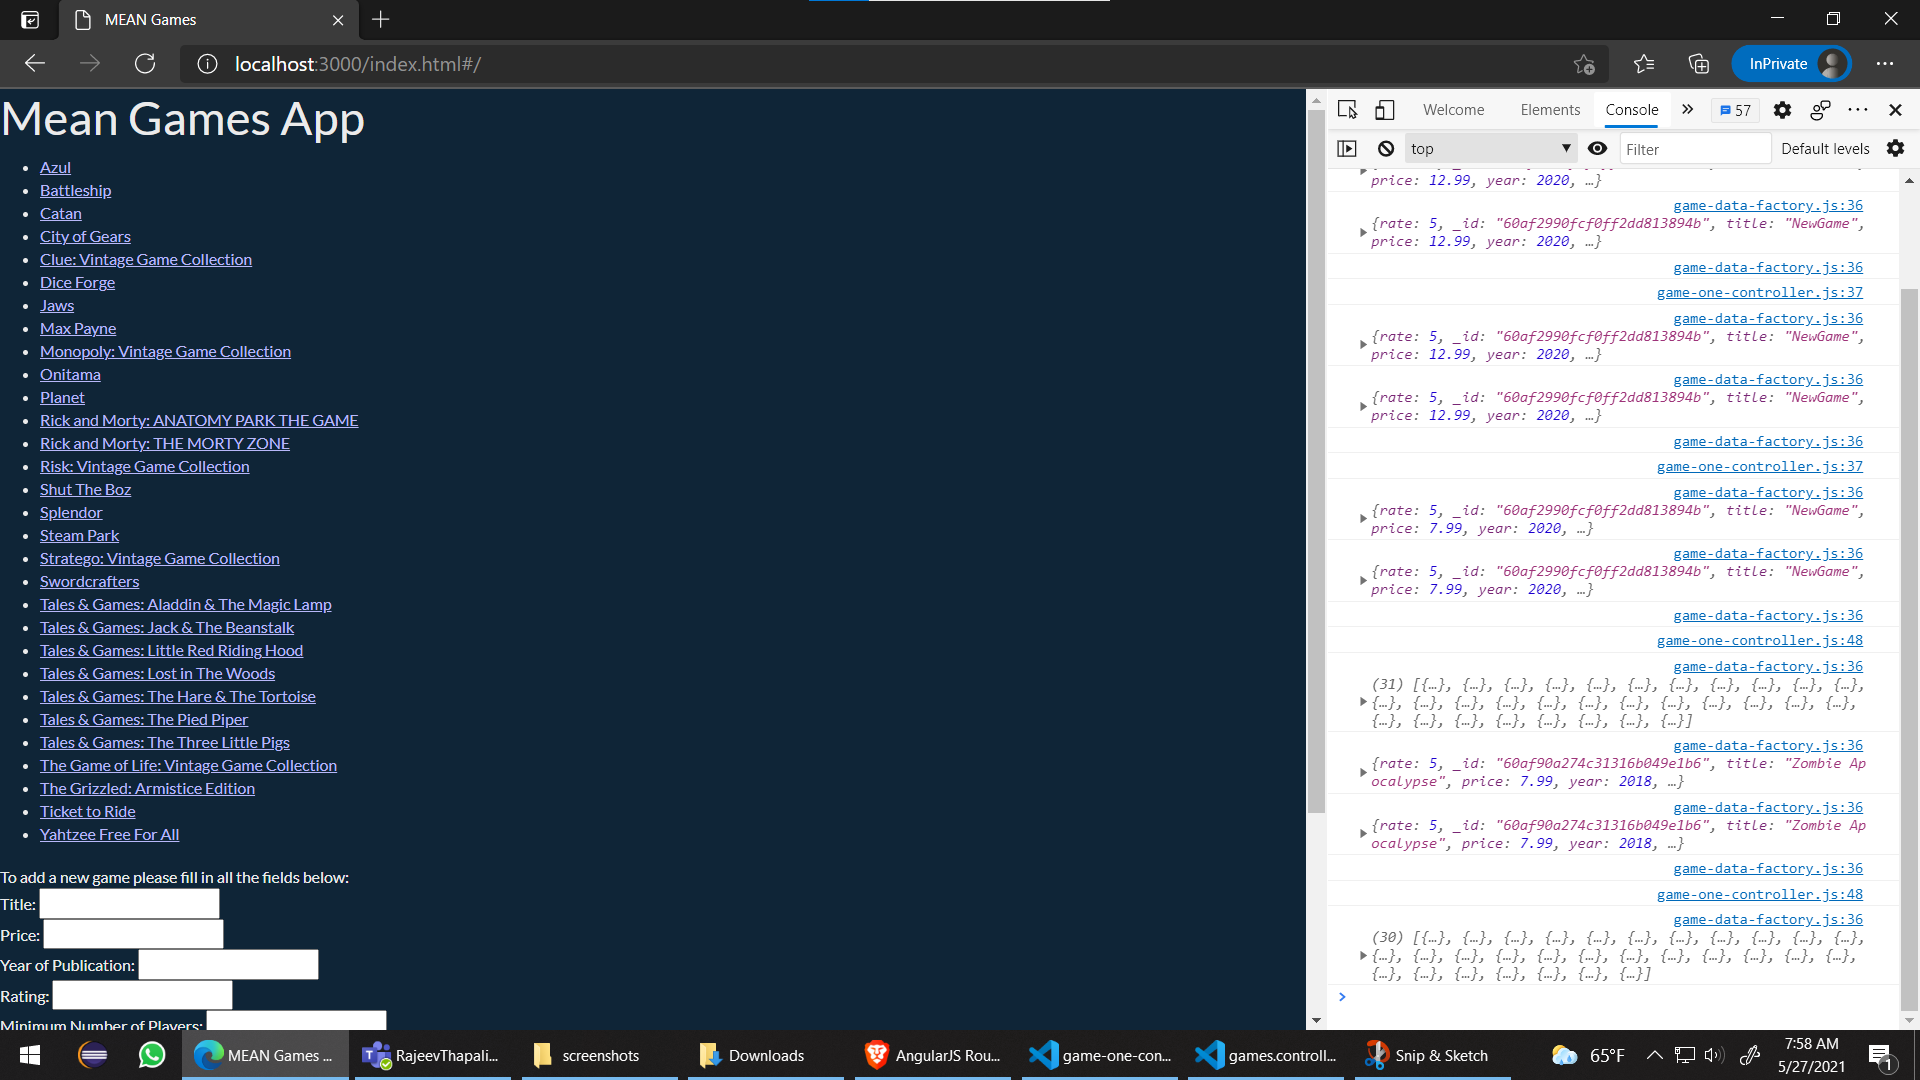 MEAN Games
localhost:3000/index.html#/
InPrivate
Mean Games App
Azul
Battleship
Catan
City of Gears
Clue: Vintage Game Collection
Dice Forge
Jaws
Max Payne
Monopoly: Vintage Game Collection
Onitama
Planet
Rick and Morty: ANATOMY PARK THE GAME
Rick and Morty: THE MORTY ZONE
Risk: Vintage Game Collection
Shut The Boz
Splendor
Steam Park
Stratego: Vintage Game Collection
Swordcrafters
Tales & Games: Aladdin & The Magic Lamp
Tales & Games: Jack & The Beanstalk
Tales & Games: Little Red Riding Hood
Tales & Games: Lost in The Woods
Tales & Games: The Hare & The Tortoise
Tales & Games: The Pied Piper
Tales & Games: The Three Little Pigs
The Game of Life: Vintage Game Collection
The Grizzled: Armistice Edition
Ticket to Ride
Yahtzee Free For All
To add a new game please fill in all the fields below:
Title:
Price:
Year of Publication:
Rating:
Minimum Number of Players:
Welcome Elements Console 57
top Filter Default levels
price: 12.99, year: 2020, …}
game-data-factory.js:36
{rate: 5, _id: "60af2990fcf0ff2dd813894b", title: "NewGame",
price: 12.99, year: 2020, …}
game-data-factory.js:36
game-one-controller.js:37
game-data-factory.js:36
{rate: 5, _id: "60af2990fcf0ff2dd813894b", title: "NewGame",
price: 12.99, year: 2020, …}
game-data-factory.js:36
{rate: 5, _id: "60af2990fcf0ff2dd813894b", title: "NewGame",
price: 12.99, year: 2020, …}
game-data-factory.js:36
game-one-controller.js:37
game-data-factory.js:36
{rate: 5, _id: "60af2990fcf0ff2dd813894b", title: "NewGame",
price: 7.99, year: 2020, …}
game-data-factory.js:36
{rate: 5, _id: "60af2990fcf0ff2dd813894b", title: "NewGame",
price: 7.99, year: 2020, …}
game-data-factory.js:36
game-one-controller.js:48
game-data-factory.js:36
(31) [{…}, {…}, {…}, {…}, {…}, {…}, {…}, {…}, {…}, {…}, {…},
{…}, {…}, {…}, {…}, {…}, {…}, {…}, {…}, {…}, {…}, {…}, {…},
{…}, {…}, {…}, {…}, {…}, {…}, {…}, {…}]
game-data-factory.js:36
{rate: 5, _id: "60af90a274c31316b049e1b6", title: "Zombie Ap
ocalypse", price: 7.99, year: 2018, …}
game-data-factory.js:36
{rate: 5, _id: "60af90a274c31316b049e1b6", title: "Zombie Ap
ocalypse", price: 7.99, year: 2018, …}
game-data-factory.js:36
game-one-controller.js:48
game-data-factory.js:36
(30) [{…}, {…}, {…}, {…}, {…}, {…}, {…}, {…}, {…}, {…}, {…},
{…}, {…}, {…}, {…}, {…}, {…}, {…}, {…}, {…}, {…}, {…}, {…},
{…}, {…}, {…}, {…}, {…}, {…}, {…}]
MEAN Games ... RajeevThapali... screenshots Downloads AngularJS Rou... game-one-con... games.controll... Snip & Sketch 65°F 7:58 AM
5/27/2021
1